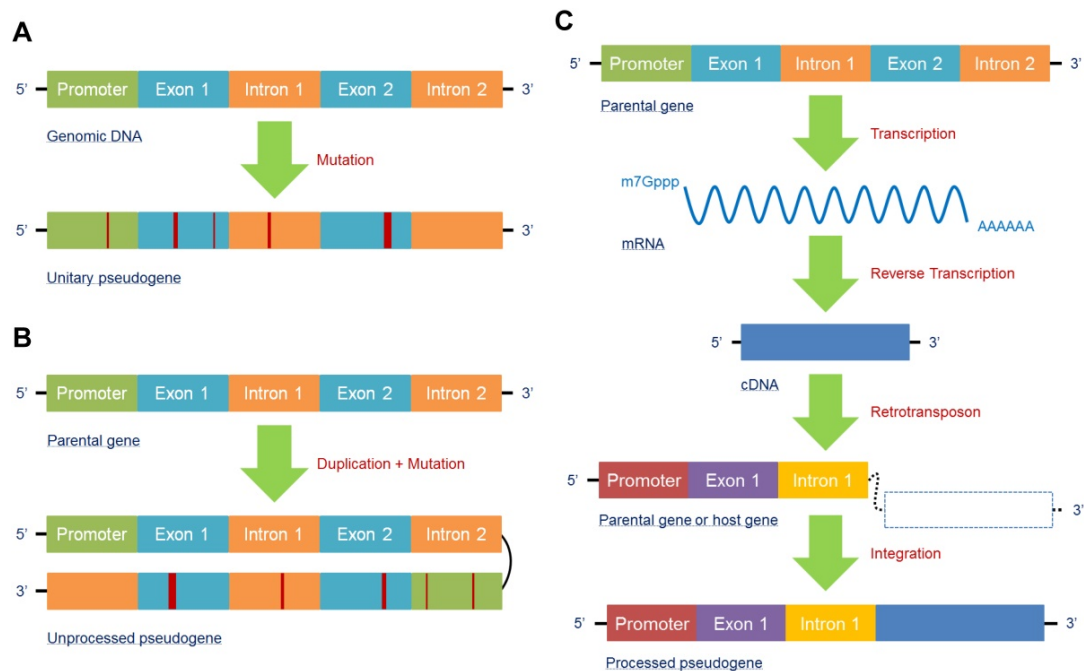 A
5’ Promoter Exon 1 Intron 1 Exon 2 Intron 2 3’
Genomic DNA
Mutation
5’ 3’
Unitary pseudogene
B
5’ Promoter Exon 1 Intron 1 Exon 2 Intron 2 3’
Parental gene
Duplication + Mutation
5’ Promoter Exon 1 Intron 1 Exon 2 Intron 2
3’
Unprocessed pseudogene
C
5’ Promoter Exon 1 Intron 1 Exon 2 Intron 2 3’
Parental gene
Transcription
m7Gppp
AAAAAA
mRNA
Reverse Transcription
5’ 3’
cDNA
Retrotransposon
5’ Promoter Exon 1 Intron 1
3’
Parental gene or host gene
Integration
5’ Promoter Exon 1 Intron 1 3’
Processed pseudogene